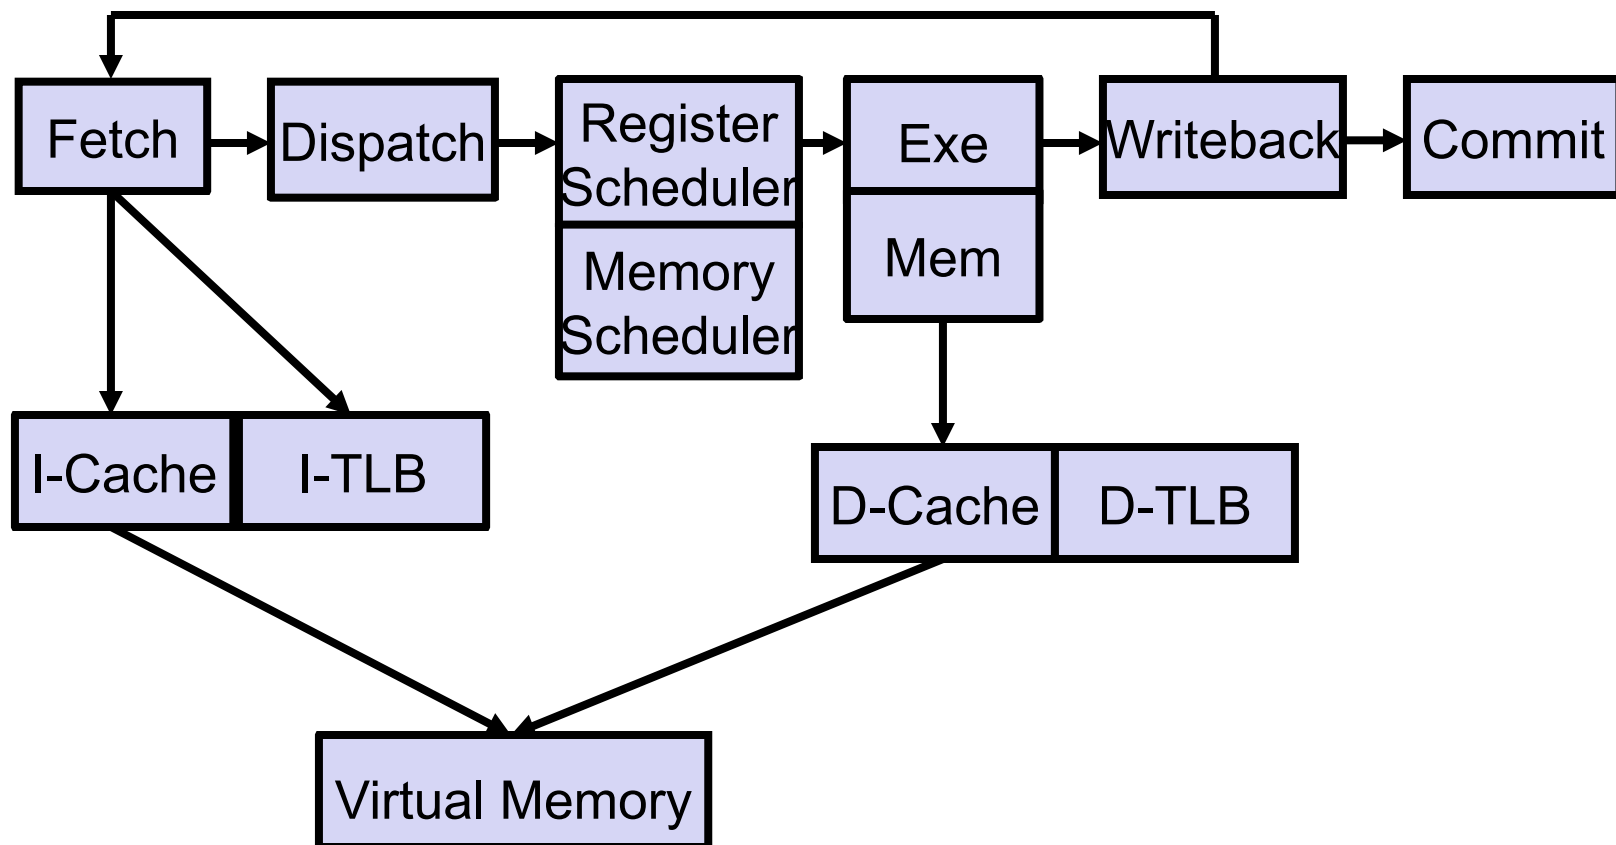 Fetch
Dispatch
Register
Scheduler
Memory
Scheduler
Exe
Mem
Writeback
Commit
I-Cache
I-TLB
D-Cache
D-TLB
Virtual Memory